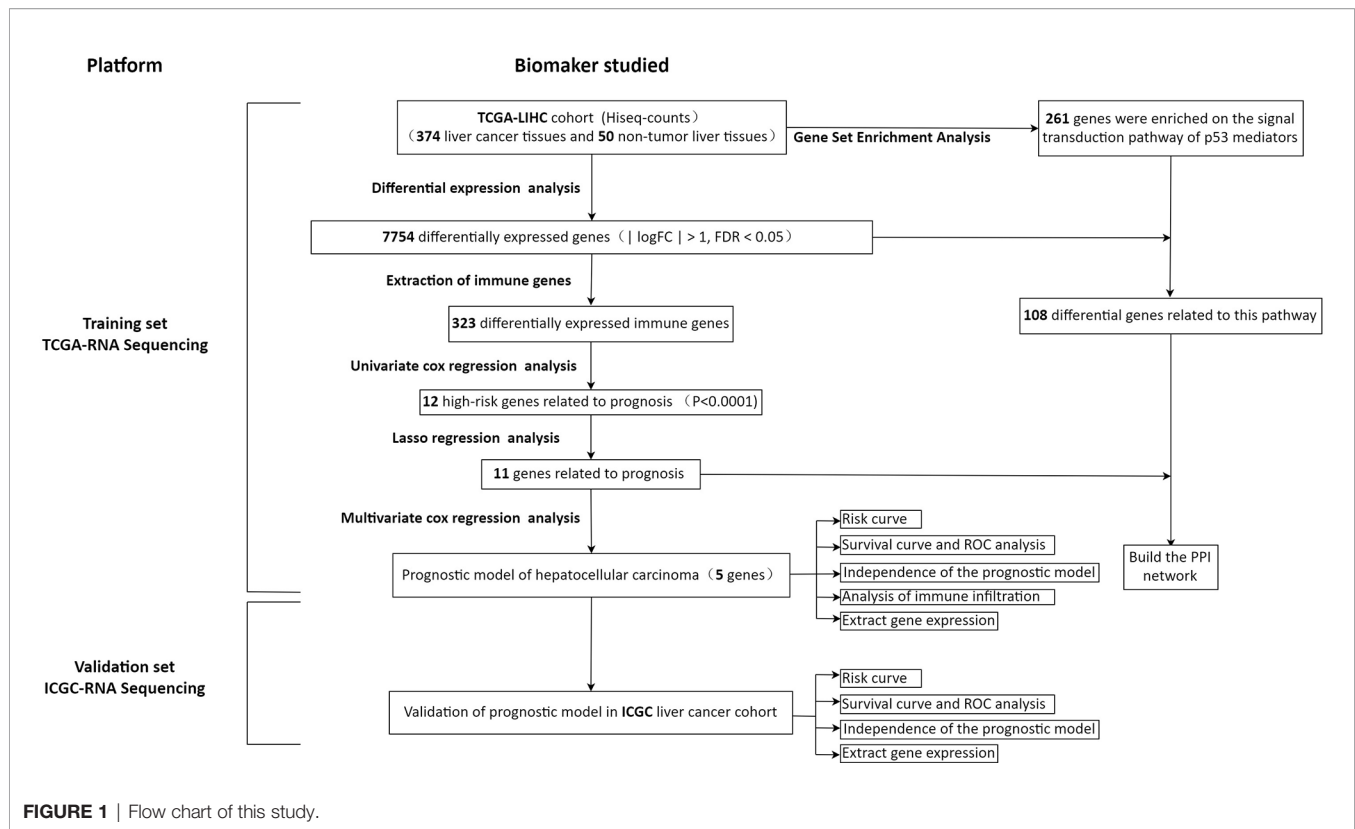 Platform
Biomaker studied
TCGA-LIHC cohort (Hiseq-counts)
(374 liver cancer tissues and 50 non-tumor liver tissues)
Gene Set Enrichment Analysis
261 genes were enriched on the signal
transduction pathway of p53 mediators
Differential expression analysis
7754 differentially expressed genes (| logFC | > 1, FDR < 0.05)
Extraction of immune genes
323 differentially expressed immune genes
108 differential genes related to this pathway
Training set
TCGA-RNA Sequencing
Univariate cox regression analysis
12 high-risk genes related to prognosis (P<0.0001)
Lasso regression analysis
11 genes related to prognosis
Multivariate cox regression analysis
Prognostic model of hepatocellular carcinoma (5 genes)
Risk curve
Survival curve and ROC analysis
Independence of the prognostic model
Analysis of immune infiltration
Extract gene expression
Build the PPI
network
Validation set
ICGC-RNA Sequencing
Validation of prognostic model in ICGC liver cancer cohort
Risk curve
Survival curve and ROC analysis
Independence of the prognostic model
Extract gene expression
FIGURE 1 | Flow chart of this study.